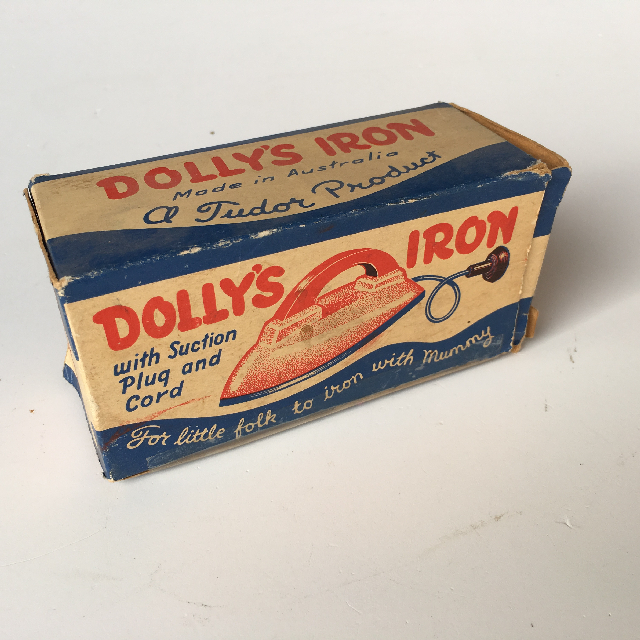 DOLLY'S IRON
Made in Australia
A Tudor Product
DOLLY'S IRON
with Suction
Plug and
Cord
For little folk to iron with Mummy